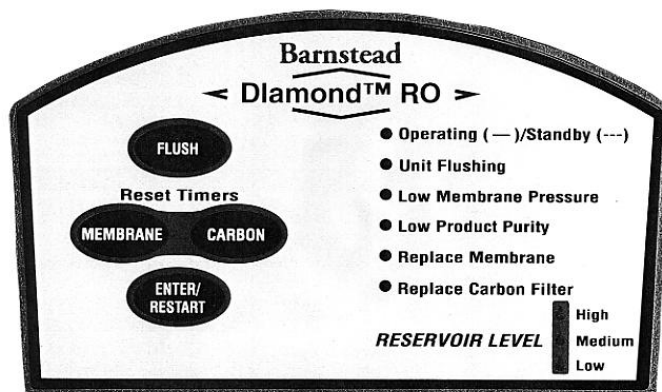 Barnstead
DIamond™ RO
FLUSH
Reset Timers
MEMBRANE CARBON
ENTER/
RESTART
Operating ( — )/Standby (---)
Unit Flushing
Low Membrane Pressure
Low Product Purity
Replace Membrane
Replace Carbon Filter
RESERVOIR LEVEL
High
Medium
Low